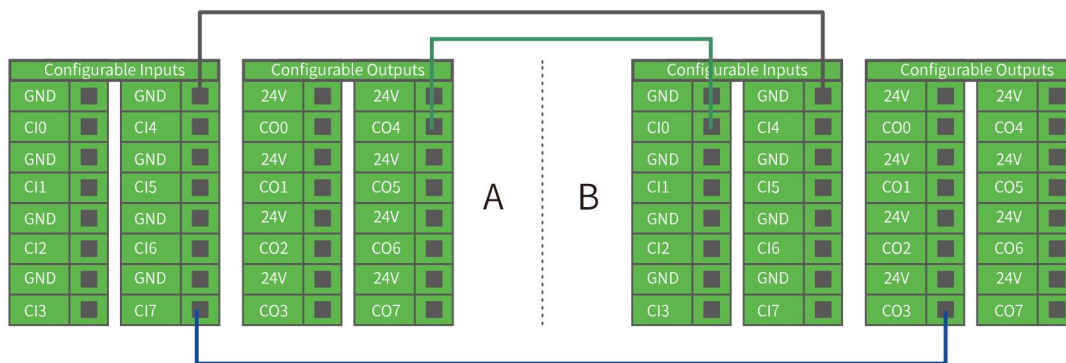 Configurable Inputs Configurable Outputs Configurable Inputs Configurable Outputs
GND GND 24V 24V GND GND 24V 24V
CI0 CI4 CO0 CO4 CI0 CI4 CO0 CO4
GND GND 24V 24V GND GND 24V 24V
CI1 CI5 CO1 CO5 A B CI1 CI5 CO1 CO5
GND GND 24V 24V GND GND 24V 24V
CI2 CI6 CO2 CO6 CI2 CI6 CO2 CO6
GND GND 24V 24V GND GND 24V 24V
CI3 CI7 CO3 CO7 CI3 CI7 CO3 CO7